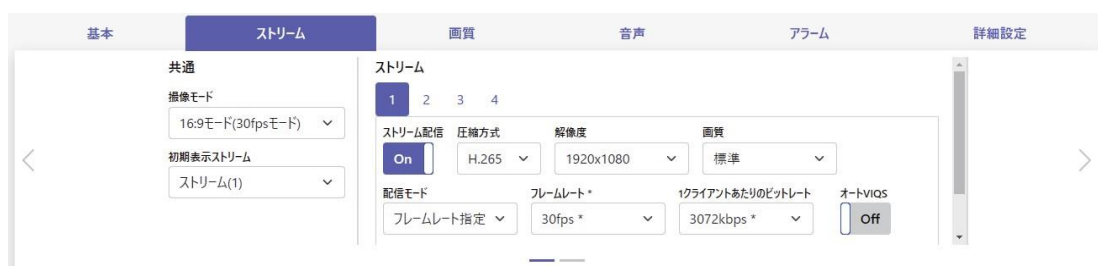 基本 ストリーム 画質 音声 アラーム 詳細設定
共通
撮像モード
16:9モード(30fpsモード)
初期表示ストリーム
ストリーム(1)
ストリーム
1 2 3 4
ストリーム配信 圧縮方式 解像度 画質
On H.265 1920x1080 標準
配信モード フレームレート * 1クライアントあたりのビットレート オートVIQS
フレームレート指定 30fps * 3072kbps * Off